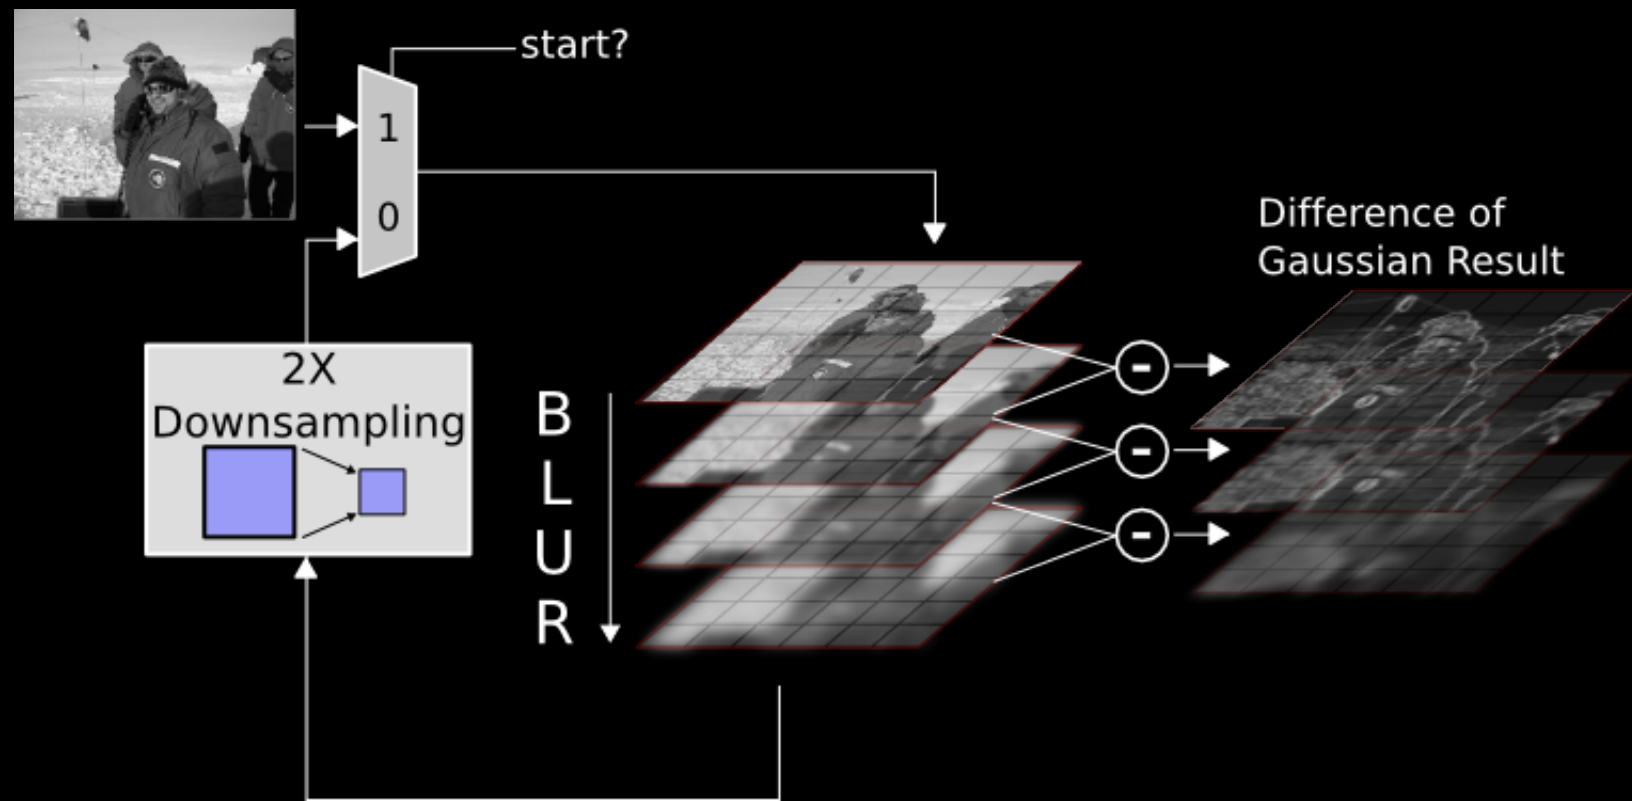 start?
1
0
Difference of
Gaussian Result
2X
Downsampling
B
L
U
R
-
-
-